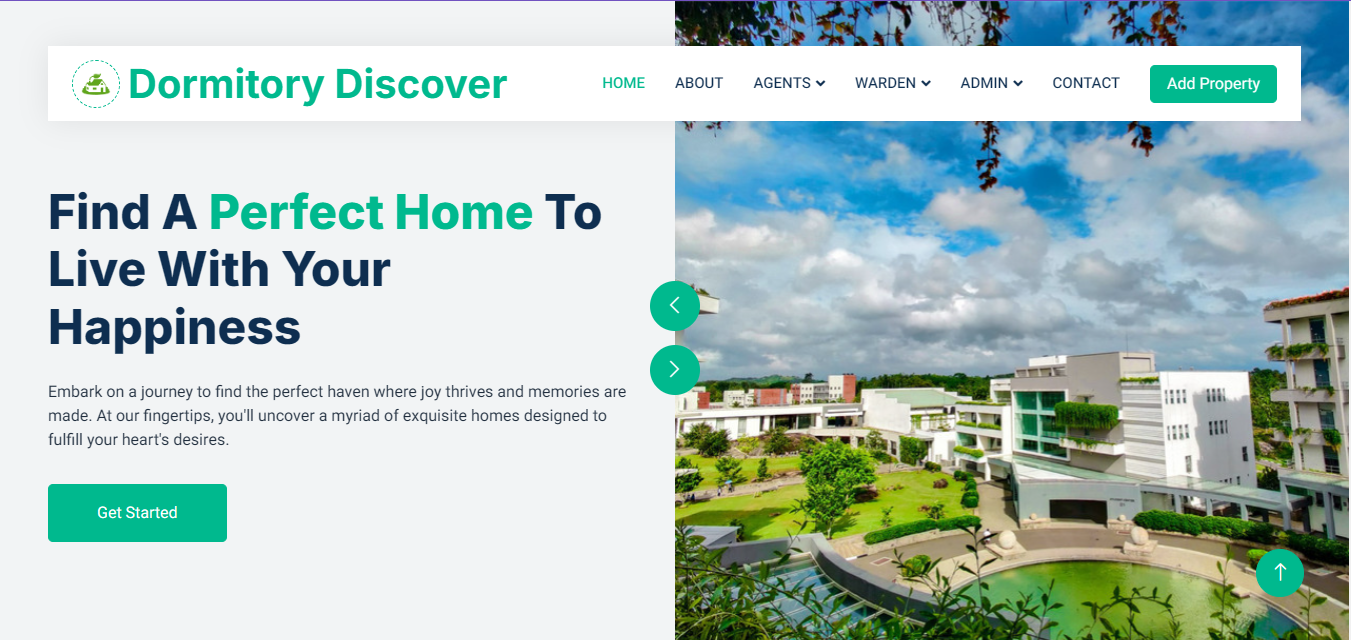 Dormitory Discover
HOME ABOUT AGENTS WARDEN ADMIN CONTACT Add Property
Find A Perfect Home To
Live With Your
Happiness
Embark on a journey to find the perfect haven where joy thrives and memories are
made. At our fingertips, you'll uncover a myriad of exquisite homes designed to
fulfill your heart's desires.
Get Started